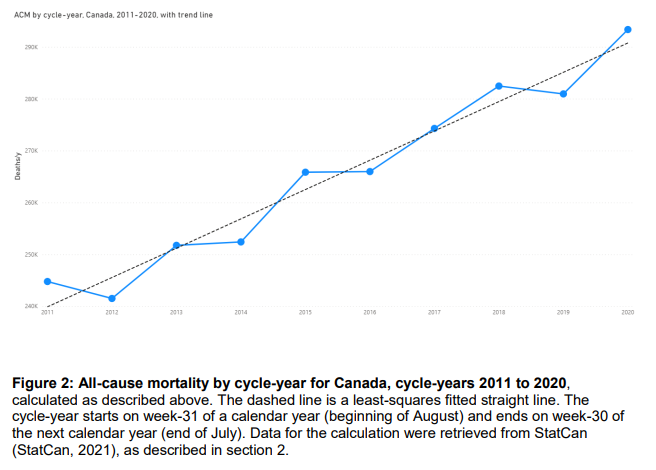 ACM by cycle-year, Canada, 2011-2020, with trend line
290K
280K
270K
260K
250K
240K
Deaths/y
2011 2012 2013 2014 2015 2016 2017 2018 2019 2020
Figure 2: All-cause mortality by cycle-year for Canada, cycle-years 2011 to 2020,
calculated as described above. The dashed line is a least-squares fitted straight line. The
cycle-year starts on week-31 of a calendar year (beginning of August) and ends on week-30 of
the next calendar year (end of July). Data for the calculation were retrieved from StatCan
(StatCan, 2021), as described in section 2.